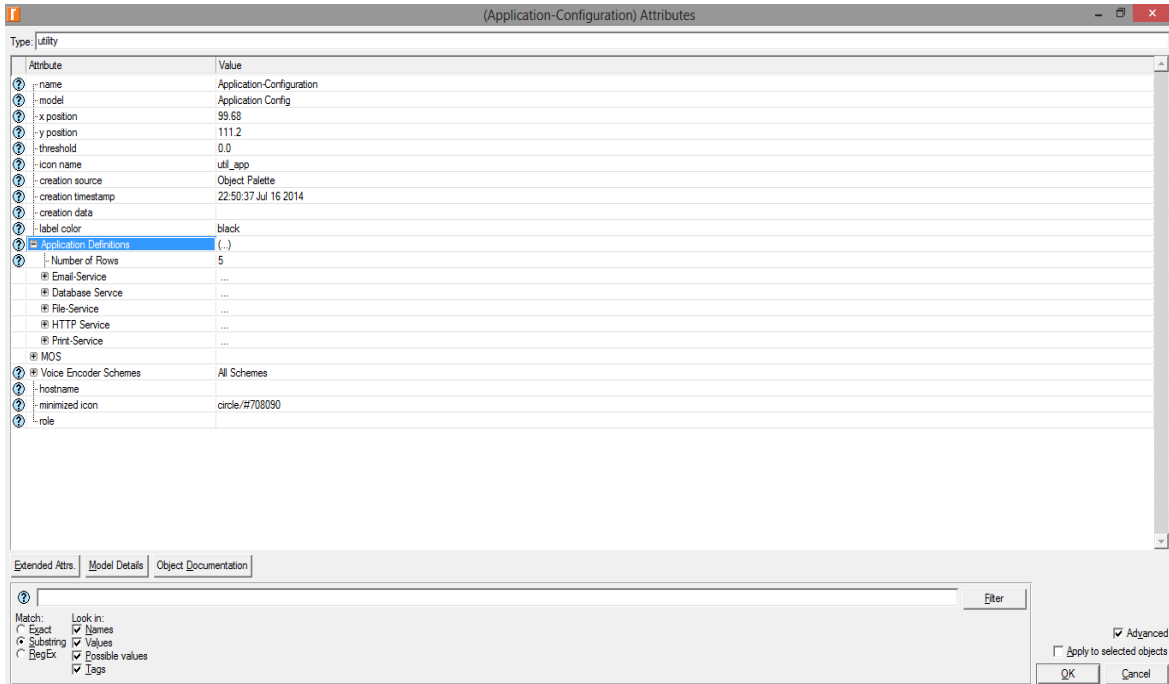 (Application-Configuration) Attributes
Type: utility
Attribute Value
name Application-Configuration
model Application Config
x position 99.68
y position 111.2
threshold 0.0
icon name util_app
creation source Object Palette
creation timestamp 22:50:37 Jul 16 2014
creation data
label color black
Application Definitions (...)
Number of Rows 5
Email-Service ...
Database Servce ...
File-Service ...
HTTP Service ...
Print-Service ...
MOS
Voice Encoder Schemes All Schemes
hostname
minimized icon circle/#708090
role
Extended Attrs. Model Details Object Documentation
Filter
Match: Look in:
Exact Names
Substring Values
RegEx Possible values
Tags
Advanced
Apply to selected objects
OK Cancel